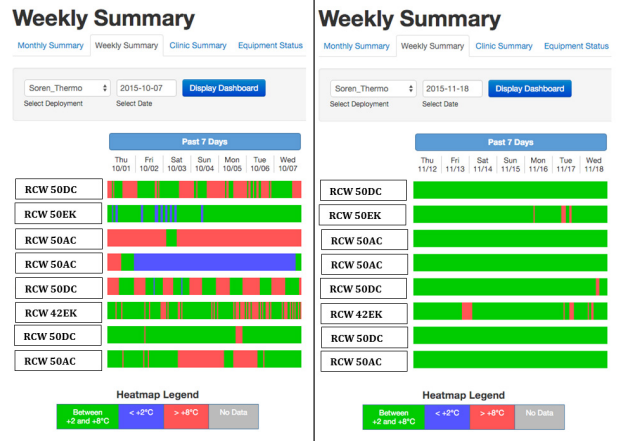 Weekly Summary
Monthly Summary Weekly Summary Clinic Summary Equipment Status
Soren_Thermo 2015-10-07 Display Dashboard
Select Deployment Select Date
Past 7 Days
Thu Fri Sat Sun Mon Tue Wed
10/01 10/02 10/03 10/04 10/05 10/06 10/07
RCW 50DC
RCW 50EK
RCW 50AC
RCW 50AC
RCW 50DC
RCW 42EK
RCW 50DC
RCW 50AC
Heatmap Legend
Between < +2°C > +8°C No Data
+2 and +8°C
Weekly Summary
Monthly Summary Weekly Summary Clinic Summary Equipment Status
Soren_Thermo 2015-11-18 Display Dashboard
Select Deployment Select Date
Past 7 Days
Thu Fri Sat Sun Mon Tue Wed
11/12 11/13 11/14 11/15 11/16 11/17 11/18
RCW 50DC
RCW 50EK
RCW 50AC
RCW 50AC
RCW 50DC
RCW 42EK
RCW 50DC
RCW 50AC
Heatmap Legend
Between < +2°C > +8°C No Data
+2 and +8°C